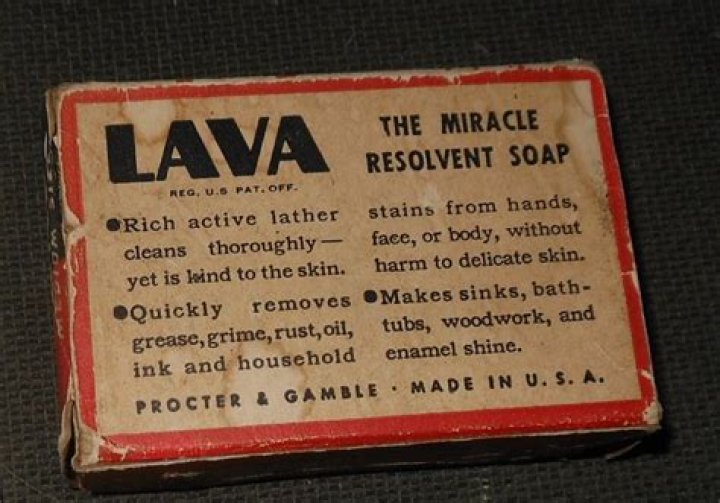 LAVA
REG. U.S PAT. OFF.
THE MIRACLE
RESOLVENT SOAP
●Rich active lather
cleans thoroughly—
yet is kind to the skin.
●Quickly removes
grease, grime, rust, oil,
ink and household
stains from hands,
face, or body, without
harm to delicate skin.
●Makes sinks, bath-
tubs, woodwork, and
enamel shine.
PROCTER & GAMBLE · MADE IN U. S. A.